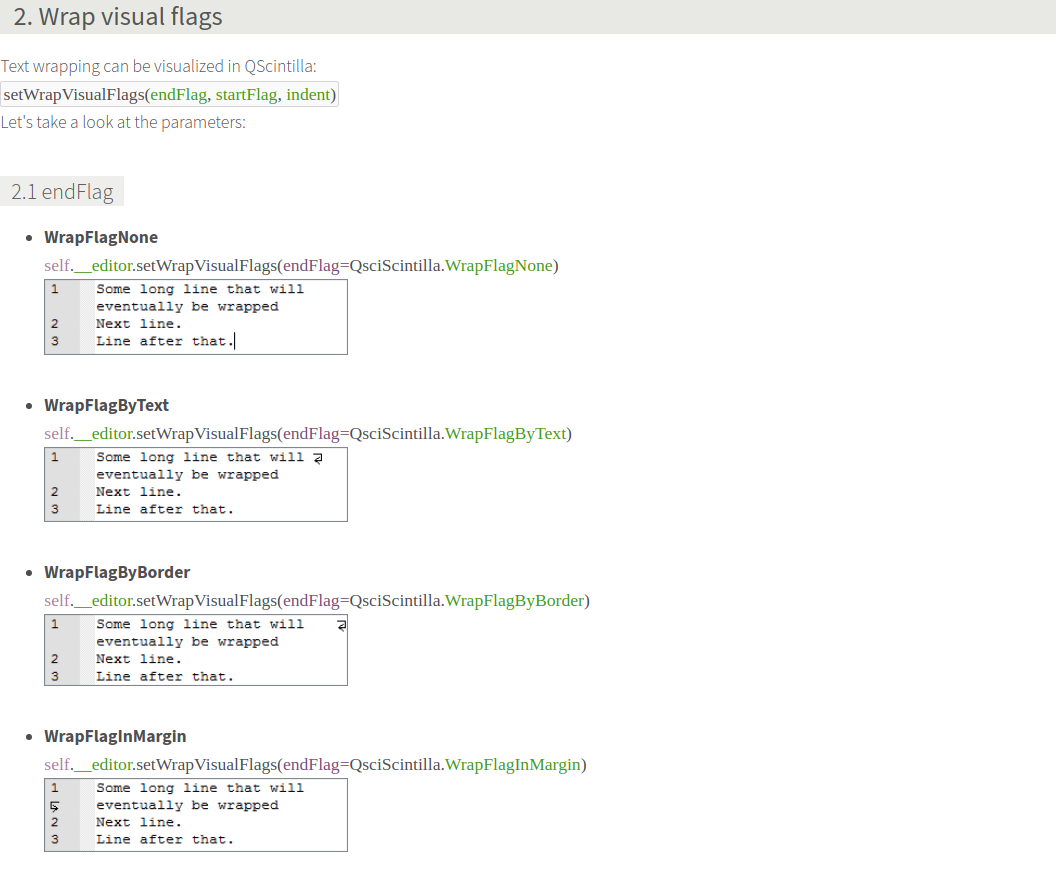 2. Wrap visual flags
Text wrapping can be visualized in QScintilla:
setWrapVisualFlags(endFlag, startFlag, indent)
Let's take a look at the parameters:
2.1 endFlag
• WrapFlagNone
self.__editor.setWrapVisualFlags(endFlag=QsciScintilla.WrapFlagNone)
1 Some long line that will
eventually be wrapped
2 Next line.
3 Line after that.
• WrapFlagByText
self.__editor.setWrapVisualFlags(endFlag=QsciScintilla.WrapFlagByText)
1 Some long line that will
eventually be wrapped
2 Next line.
3 Line after that.
• WrapFlagByBorder
self.__editor.setWrapVisualFlags(endFlag=QsciScintilla.WrapFlagByBorder)
1 Some long line that will
eventually be wrapped
2 Next line.
3 Line after that.
• WrapFlagInMargin
self.__editor.setWrapVisualFlags(endFlag=QsciScintilla.WrapFlagInMargin)
1 Some long line that will
eventually be wrapped
2 Next line.
3 Line after that.